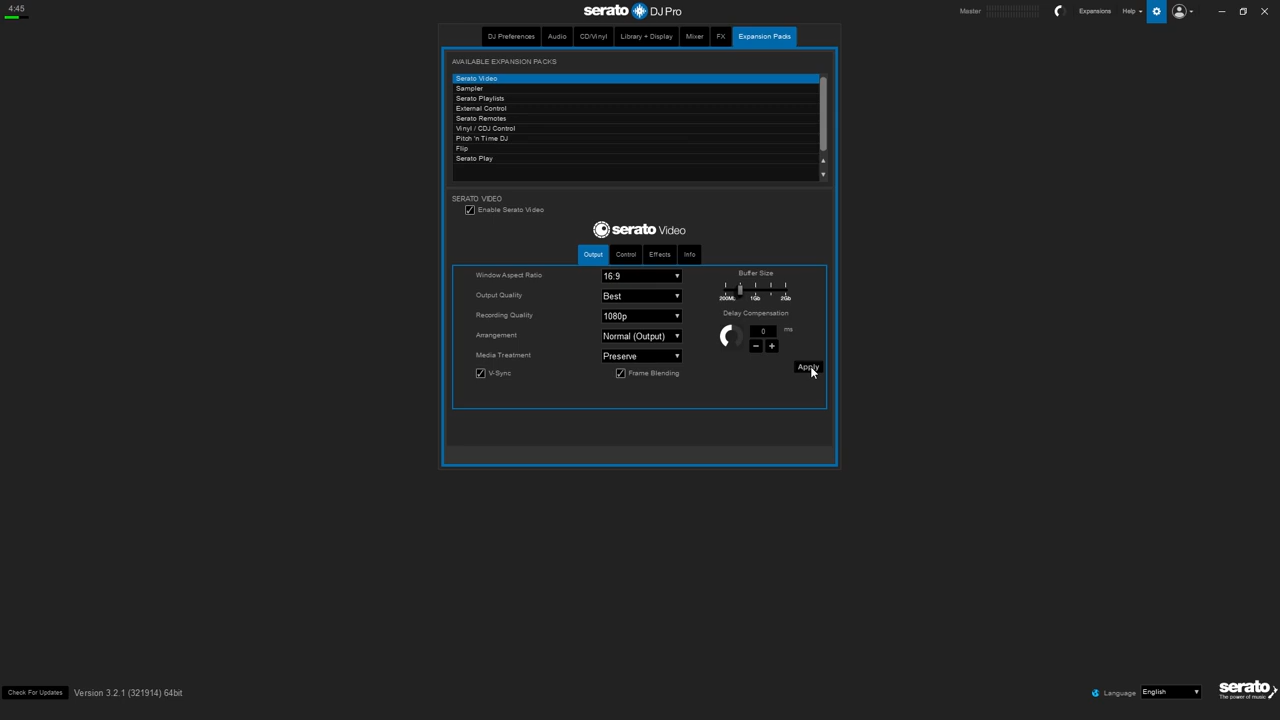 4:45
serato DJ Pro
Master
Expansions
Help
DJ Preferences
Audio
CD/Vinyl
Library + Display
Mixer
FX
Expansion Packs
AVAILABLE EXPANSION PACKS
Serato Video
Sampler
Serato Playlists
External Control
Serato Remotes
Vinyl / CDJ Control
Pitch 'n Time DJ
Flip
Serato Play
SERATO VIDEO
Enable Serato Video
serato Video
Output
Control
Effects
Info
Window Aspect Ratio
16:9
Buffer Size
Output Quality
Best
200Mb
1Gb
2Gb
Recording Quality
1080p
Delay Compensation
0
ms
Arrangement
Normal (Output)
Media Treatment
Preserve
Apply
V-Sync
Frame Blending
Check For Updates
Version 3.2.1 (321914) 64bit
Language
English
serato
The power of music